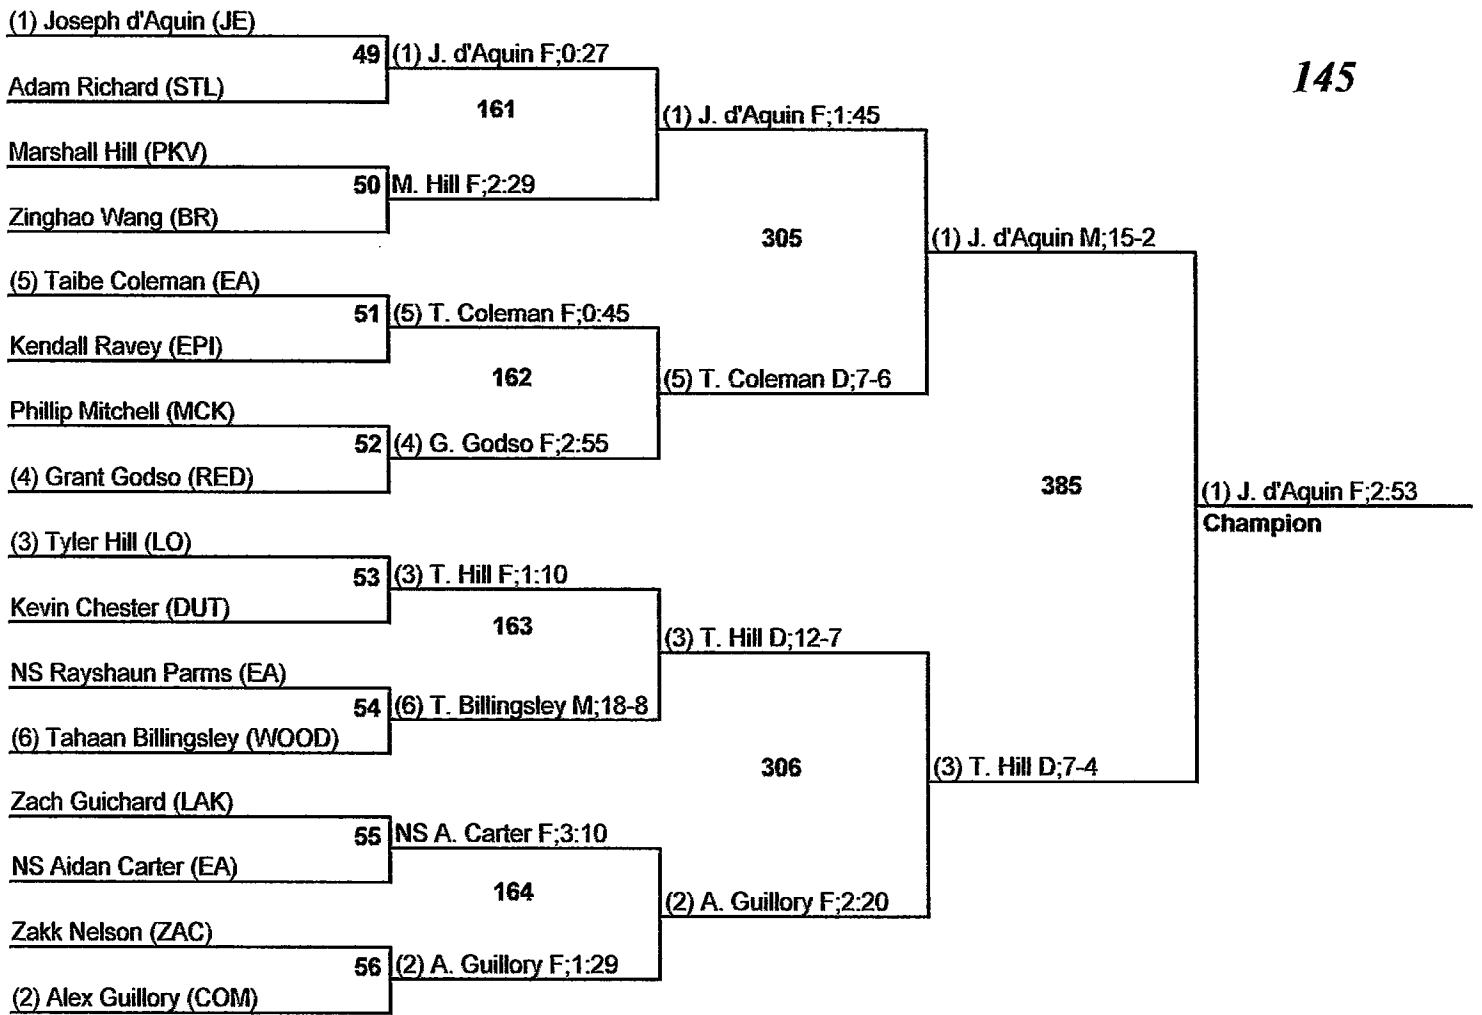 (1) Joseph d'Aquin (JE)
49 (1) J. d'Aquin F;0:27
145
Adam Richard (STL)
161
(1) J. d'Aquin F;1:45
Marshall Hill (PKV)
50 M. Hill F;2:29
Zinghao Wang (BR)
305
(1) J. d'Aquin M;15-2
(5) Taibe Coleman (EA)
51 (5) T. Coleman F;0:45
Kendall Ravey (EPI)
162
(5) T. Coleman D;7-6
Phillip Mitchell (MCK)
52 (4) G. Godso F;2:55
(4) Grant Godso (RED)
385
(1) J. d'Aquin F;2:53
Champion
(3) Tyler Hill (LO)
53 (3) T. Hill F;1:10
Kevin Chester (DUT)
163
(3) T. Hill D;12-7
NS Rayshaun Parms (EA)
54 (6) T. Billingsley M;18-8
(6) Tahaan Billingsley (WOOD)
306
(3) T. Hill D;7-4
Zach Guichard (LAK)
55 NS A. Carter F;3:10
NS Aidan Carter (EA)
164
(2) A. Guillory F;2:20
Zakk Nelson (ZAC)
56 (2) A. Guillory F;1:29
(2) Alex Guillory (COM)